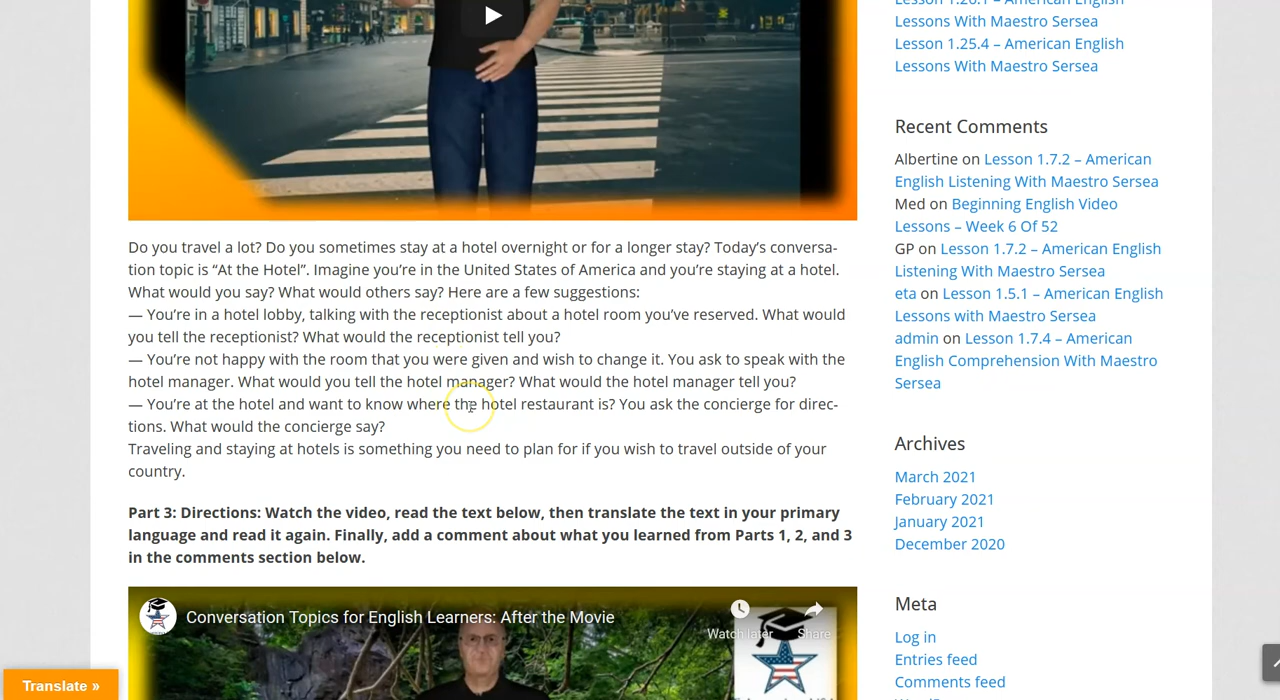 Lesson 1.26.1 – American English
Lessons With Maestro Sersea
Lesson 1.25.4 – American English
Lessons With Maestro Sersea
Recent Comments
Albertine on Lesson 1.7.2 – American
English Listening With Maestro Sersea
Med on Beginning English Video
Lessons – Week 6 Of 52
GP on Lesson 1.7.2 – American English
Listening With Maestro Sersea
eta on Lesson 1.5.1 – American English
Lessons with Maestro Sersea
admin on Lesson 1.7.4 – American
English Comprehension With Maestro
Sersea
Archives
March 2021
February 2021
January 2021
December 2020
Meta
Log in
Entries feed
Comments feed
Do you travel a lot? Do you sometimes stay at a hotel overnight or for a longer stay? Today's conversa-
tion topic is “At the Hotel”. Imagine you're in the United States of America and you're staying at a hotel.
What would you say? What would others say? Here are a few suggestions:
— You're in a hotel lobby, talking with the receptionist about a hotel room you've reserved. What would
you tell the receptionist? What would the receptionist tell you?
— You're not happy with the room that you were given and wish to change it. You ask to speak with the
hotel manager. What would you tell the hotel manager? What would the hotel manager tell you?
— You're at the hotel and want to know where the hotel restaurant is? You ask the concierge for direc-
tions. What would the concierge say?
Traveling and staying at hotels is something you need to plan for if you wish to travel outside of your
country.
Part 3: Directions: Watch the video, read the text below, then translate the text in your primary
language and read it again. Finally, add a comment about what you learned from Parts 1, 2, and 3
in the comments section below.
Conversation Topics for English Learners: After the Movie
Watch later Share
Translate »